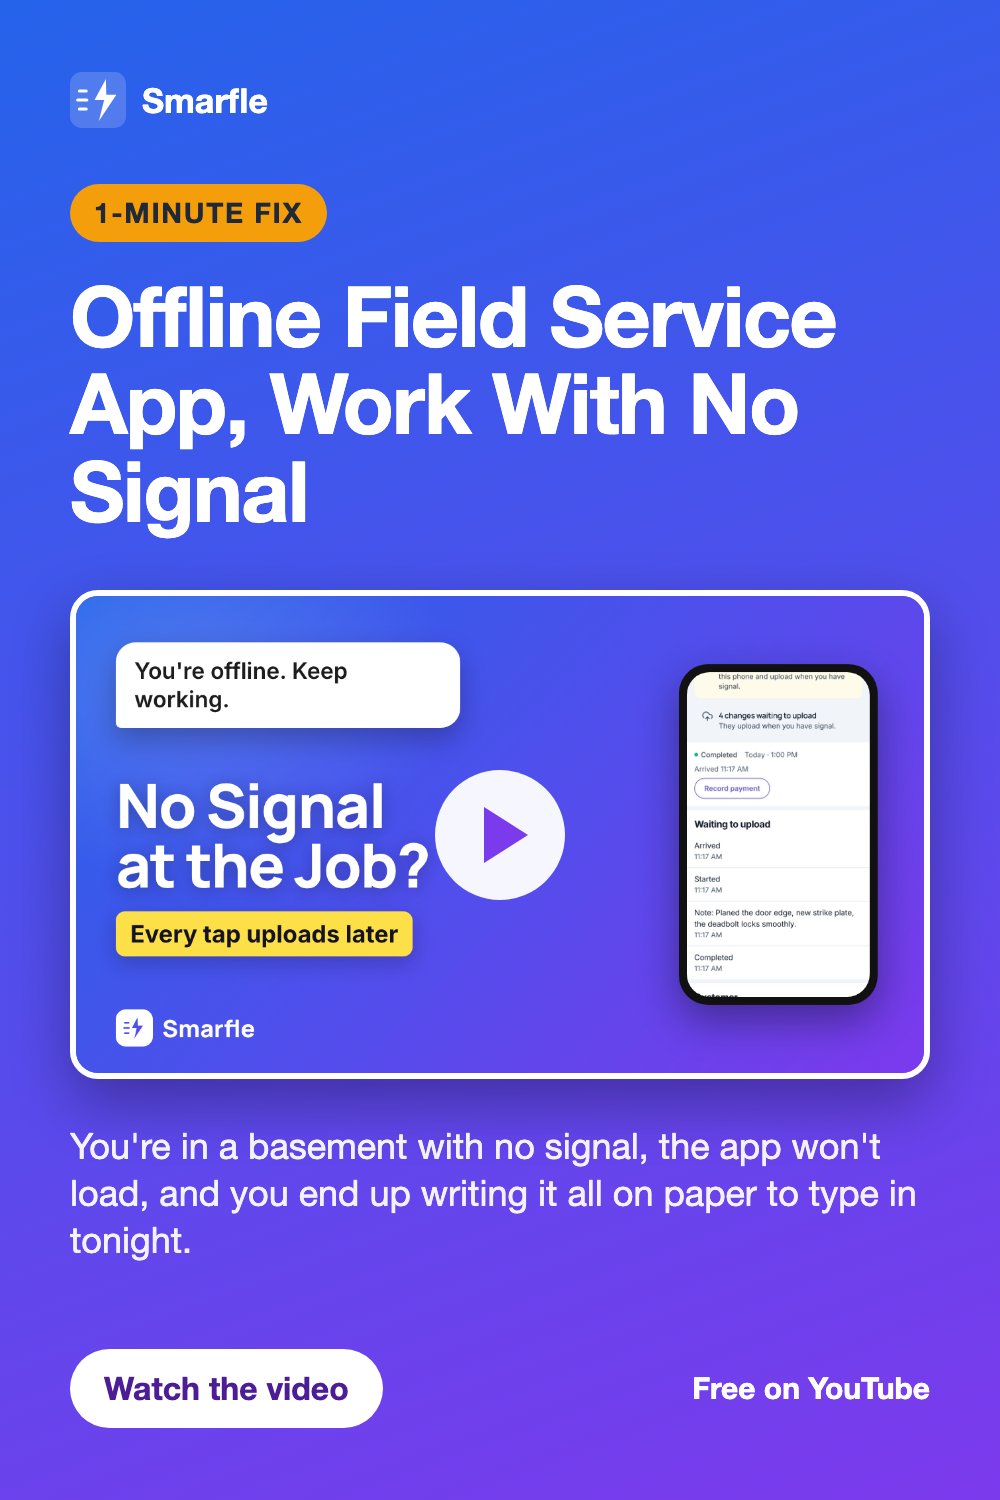 Smarfle
1-MINUTE FIX
Offline Field Service
App, Work With No
Signal
You're offline. Keep
working.
No Signal
at the Job?
Every tap uploads later
Smarfle
this phone and upload when you have
signal.
4 changes waiting to upload
They upload when you have signal.
Completed Today · 1:00 PM
Arrived 11:17 AM
Record payment
Waiting to upload
Arrived
11:17 AM
Started
11:17 AM
Note: Planed the door edge, new strike plate,
the deadbolt locks smoothly.
11:17 AM
Completed
11:17 AM
Customer
You're in a basement with no signal, the app won't
load, and you end up writing it all on paper to type in
tonight.
Watch the video
Free on YouTube